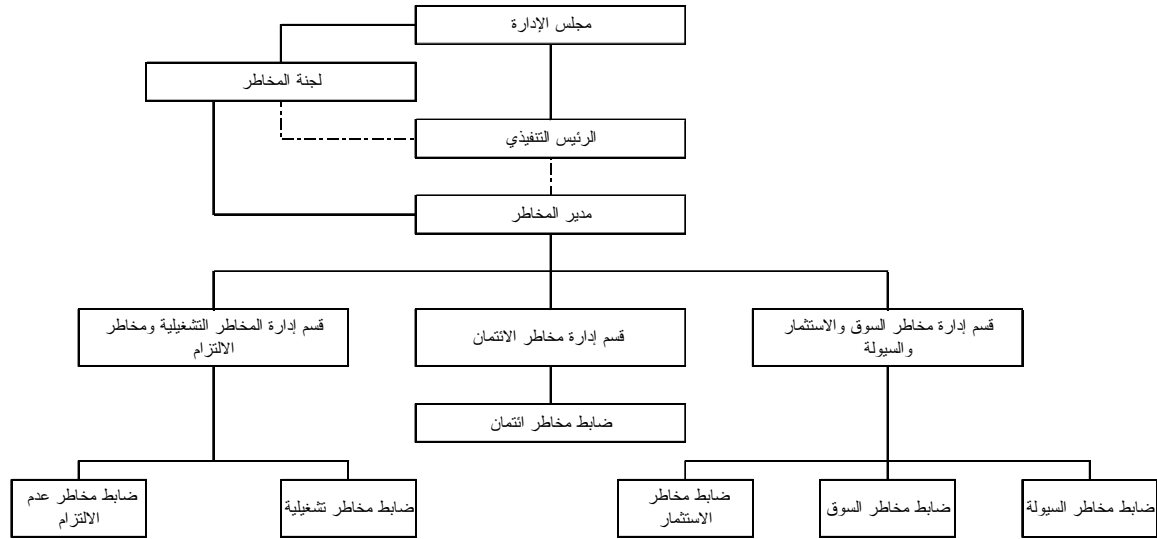 مجلس الإدارة
لجنة المخاطر
الرئيس التنفيذي
مدير المخاطر
قسم إدارة مخاطر السوق والاستثمار
والسيولة
قسم إدارة مخاطر الائتمان
قسم إدارة المخاطر التشغيلية ومخاطر
الالتزام
ضابط مخاطر ائتمان
ضابط مخاطر السيولة
ضابط مخاطر السوق
ضابط مخاطر
الاستثمار
ضابط مخاطر تشغيلية
ضابط مخاطر عدم
الالتزام